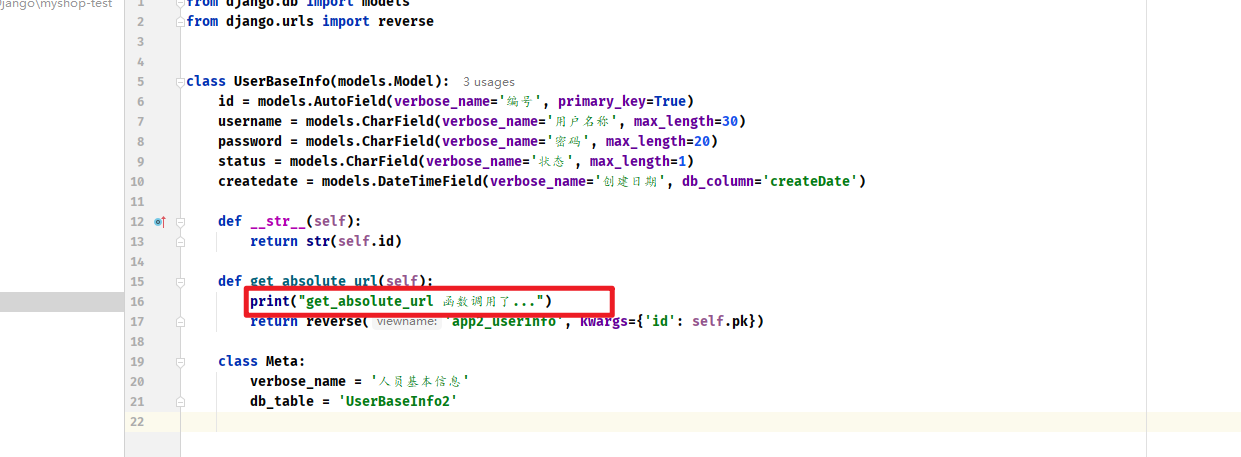 django\myshop-test
1 from django.db import models
2 from django.urls import reverse
3
4
5 class UserBaseInfo(models.Model): 3 usages
6 id = models.AutoField(verbose_name='编号', primary_key=True)
7 username = models.CharField(verbose_name='用户名称', max_length=30)
8 password = models.CharField(verbose_name='密码', max_length=20)
9 status = models.CharField(verbose_name='状态', max_length=1)
10 createdate = models.DateTimeField(verbose_name='创建日期', db_column='createDate')
11
12 def __str__(self):
13 return str(self.id)
14
15 def get_absolute_url(self):
16 print("get_absolute_url 函数调用了...")
17 return reverse( viewname: 'app2_userinfo', kwargs={'id': self.pk})
18
19 class Meta:
20 verbose_name = '人员基本信息'
21 db_table = 'UserBaseInfo2'
22